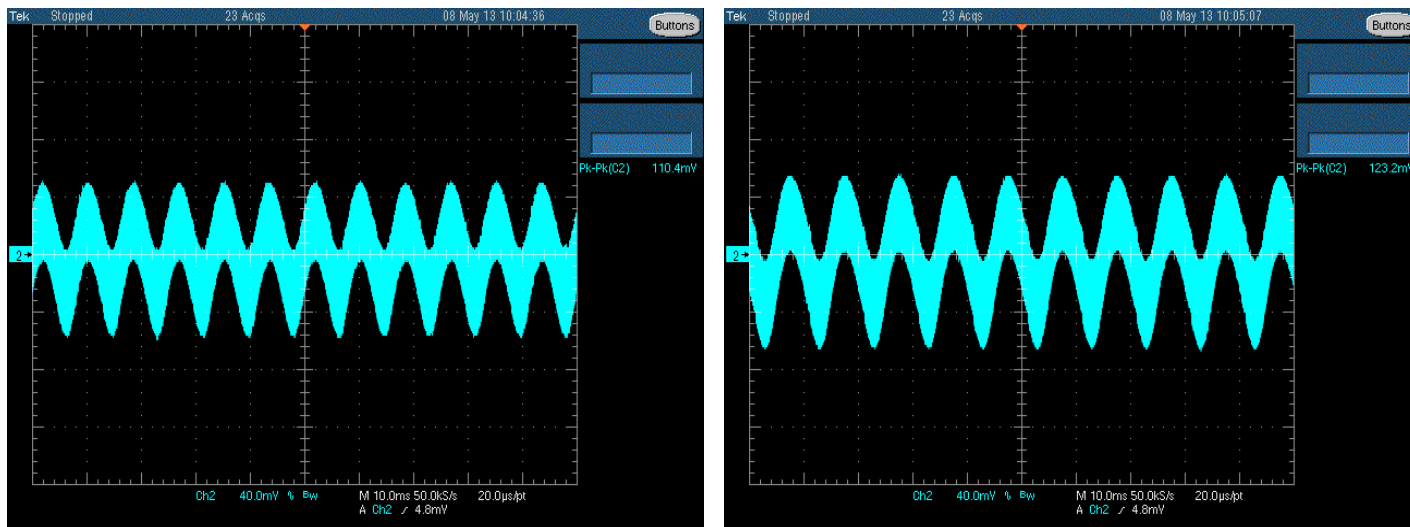 Tek Stopped 23 Acqs 08 May 13 10:04:36
Buttons
Pk-Pk(C2) 110.4mV
2
Ch2 40.0mV % Bw M 10.0ms 50.0kS/s 20.0µs/pt
A Ch2 / 4.8mV
Tek Stopped 23 Acqs 08 May 13 10:05:07
Buttons
Pk-Pk(C2) 123.2mV
2
Ch2 40.0mV % Bw M 10.0ms 50.0kS/s 20.0µs/pt
A Ch2 / 4.8mV